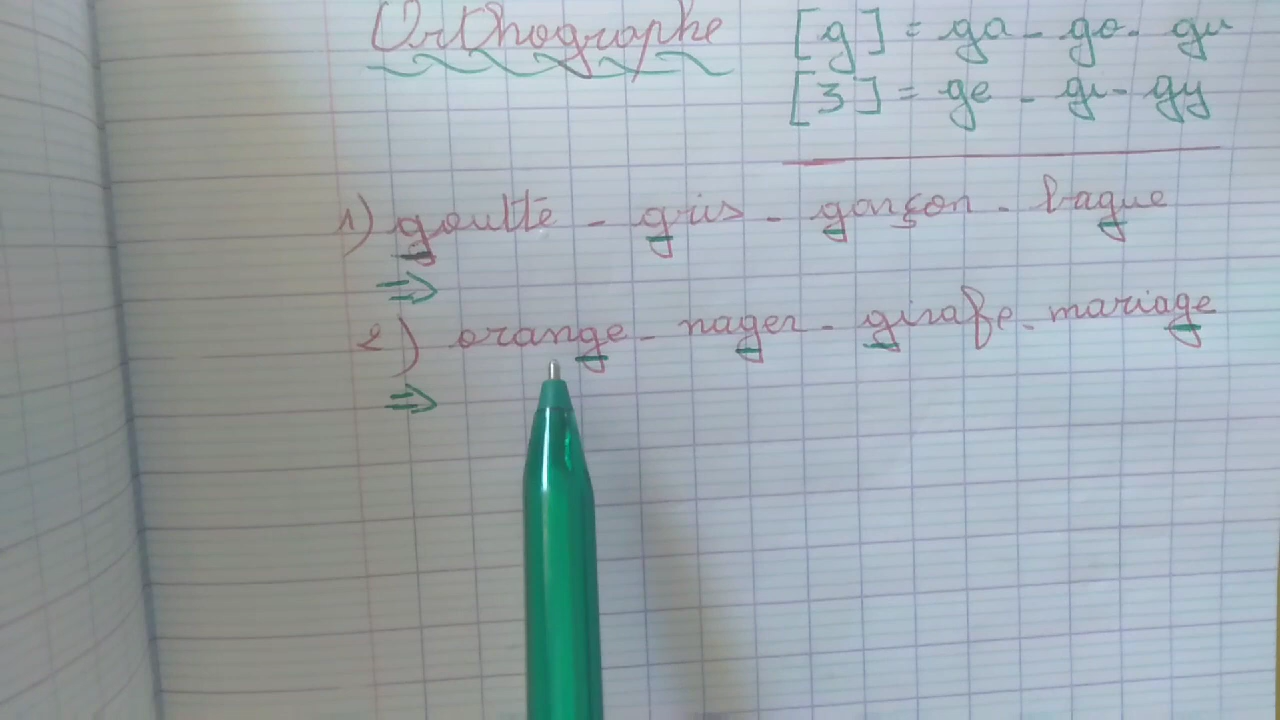 Orthographe
[g] = ga - go - gu
[ʒ] = ge - gi - gy
1) goutte - gris - garçon - bague
⇒
2) orange - nager - girafe - mariage
⇒